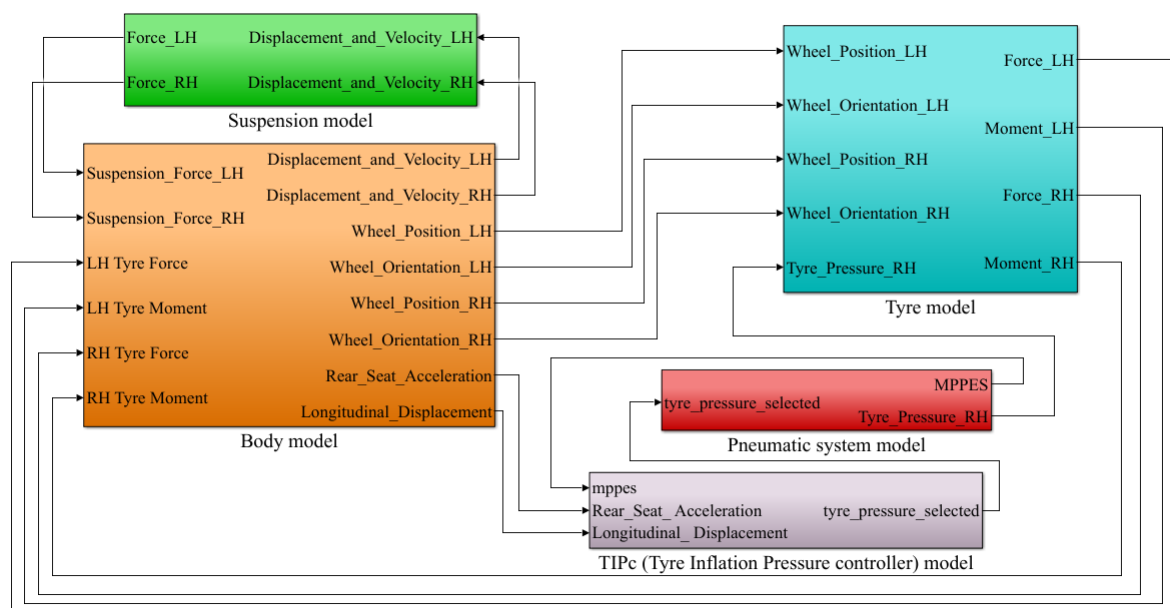 Force_LH
Displacement_and_Velocity_LH
Force_RH
Displacement_and_Velocity_RH
Suspension model
Suspension_Force_LH
Suspension_Force_RH
LH Tyre Force
LH Tyre Moment
RH Tyre Force
RH Tyre Moment
Displacement_and_Velocity_LH
Displacement_and_Velocity_RH
Wheel_Position_LH
Wheel_Orientation_LH
Wheel_Position_RH
Wheel_Orientation_RH
Rear_Seat_Acceleration
Longitudinal_Displacement
Body model
Wheel_Position_LH
Wheel_Orientation_LH
Wheel_Position_RH
Wheel_Orientation_RH
Tyre_Pressure_RH
Force_LH
Moment_LH
Force_RH
Moment_RH
Tyre model
tyre_pressure_selected
MPPES
Tyre_Pressure_RH
Pneumatic system model
mppes
Rear_Seat_ Acceleration
Longitudinal_ Displacement
tyre_pressure_selected
TIPc (Tyre Inflation Pressure controller) model